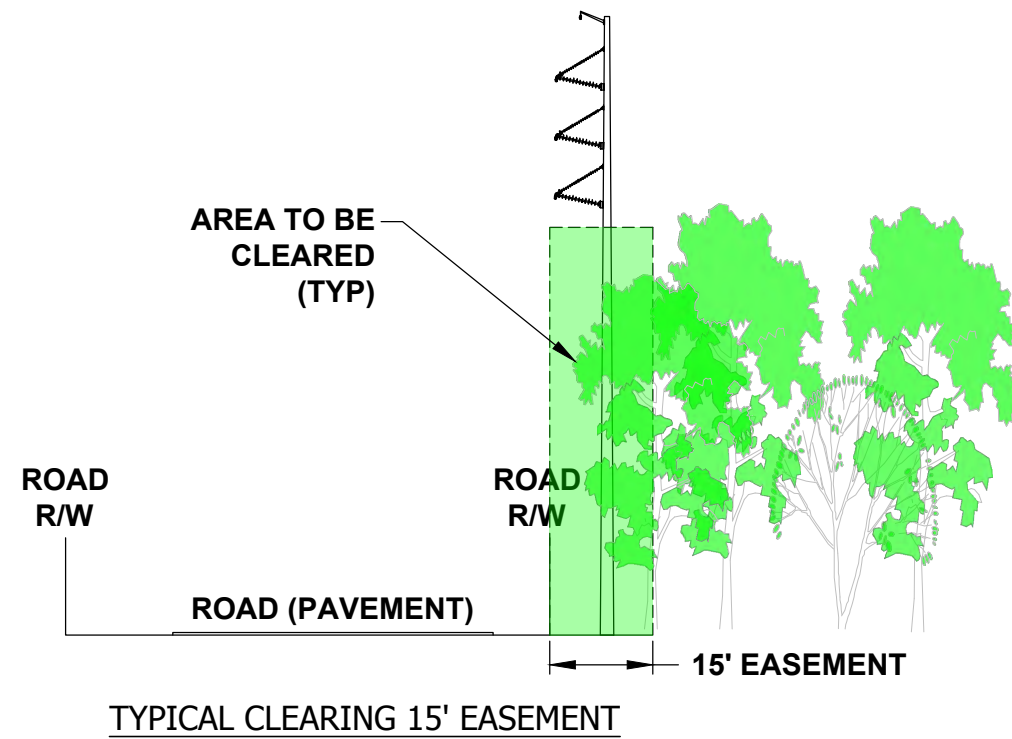 AREA TO BE
CLEARED
(TYP)
ROAD
R/W
ROAD
R/W
ROAD (PAVEMENT)
15' EASEMENT
TYPICAL CLEARING 15' EASEMENT